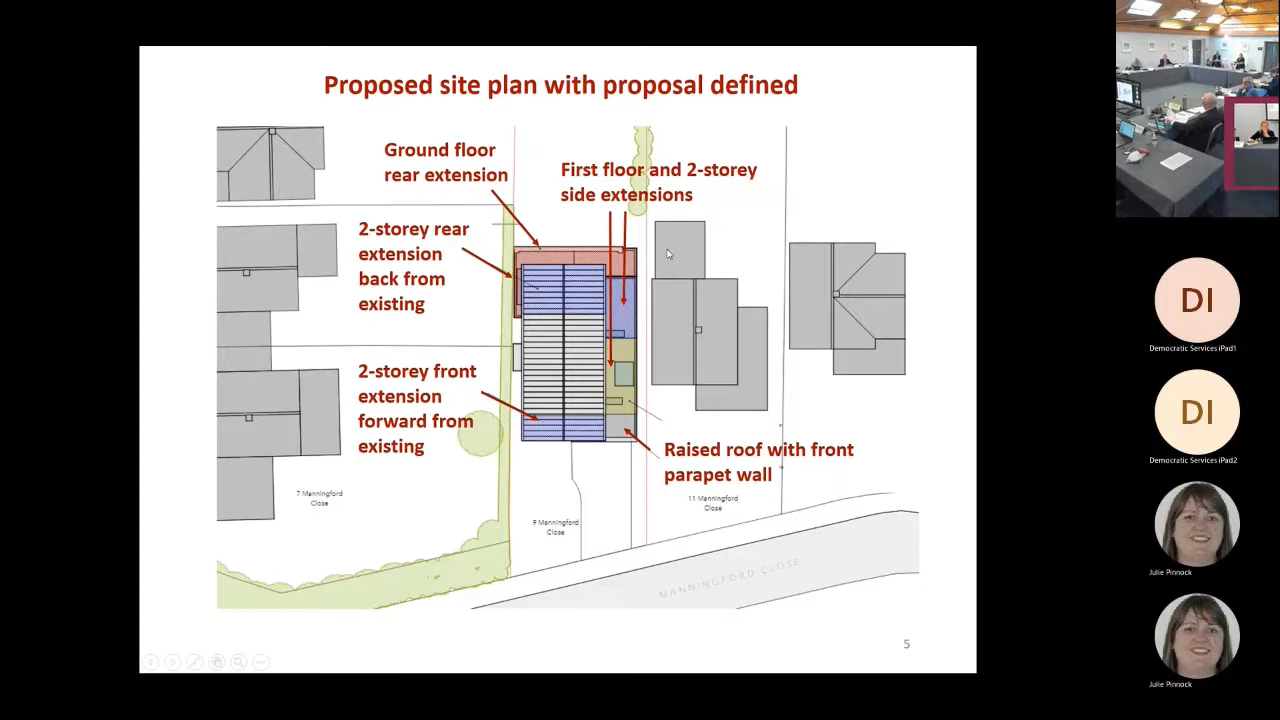 Proposed site plan with proposal defined
Ground floor
rear extension
First floor and 2-storey
side extensions
2-storey rear
extension
back from
existing
2-storey front
extension
forward from
existing
Raised roof with front
parapet wall
7 Manningford
Close
9 Manningford
Close
11 Manningford
Close
MANNINGFORD CLOSE
5
DI
Democratic Services iPad1
DI
Democratic Services iPad2
Julie Pinnock
Julie Pinnock